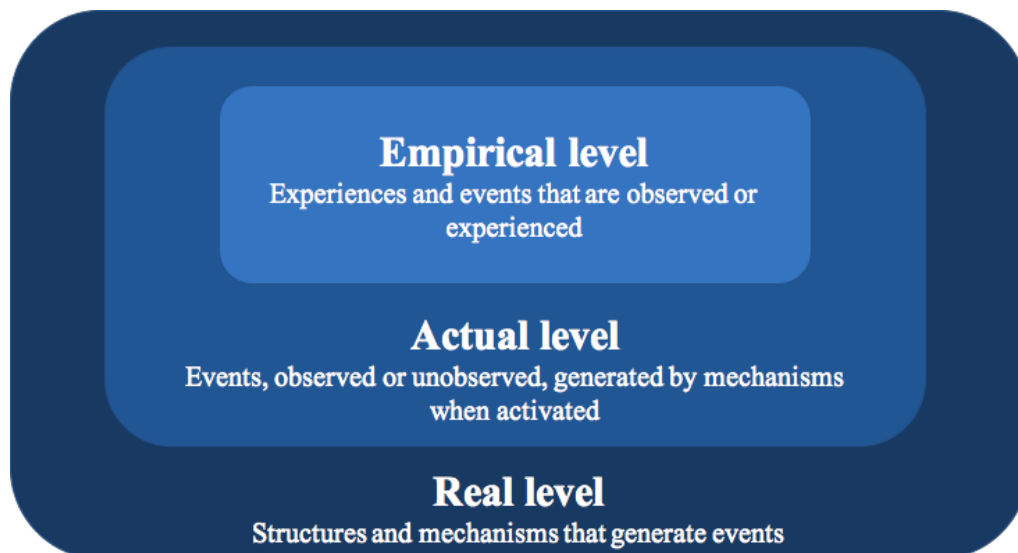 Empirical level
Experiences and events that are observed or
experienced
Actual level
Events, observed or unobserved, generated by mechanisms
when activated
Real level
Structures and mechanisms that generate events